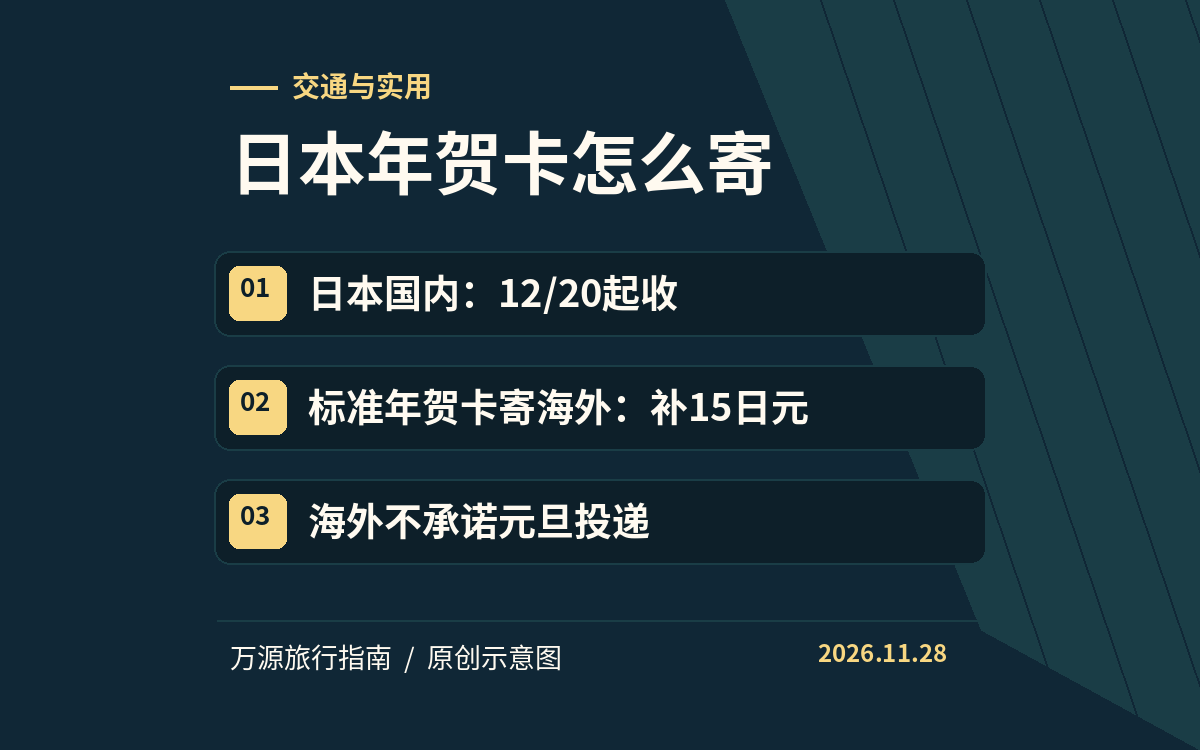 交通与实用
日本年贺卡怎么寄
01 日本国内：12/20起收
02 标准年贺卡寄海外：补15日元
03 海外不承诺元旦投递
万源旅行指南 / 原创示意图
2026.11.28